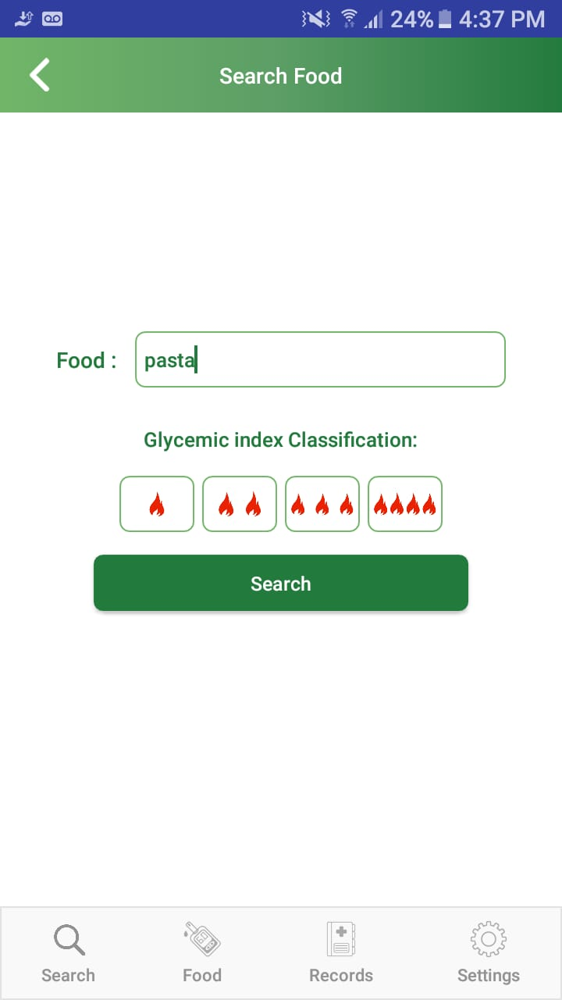 24% 4:37 PM
Search Food
Food : pasta
Glycemic index Classification:
Search
Search Food Records Settings